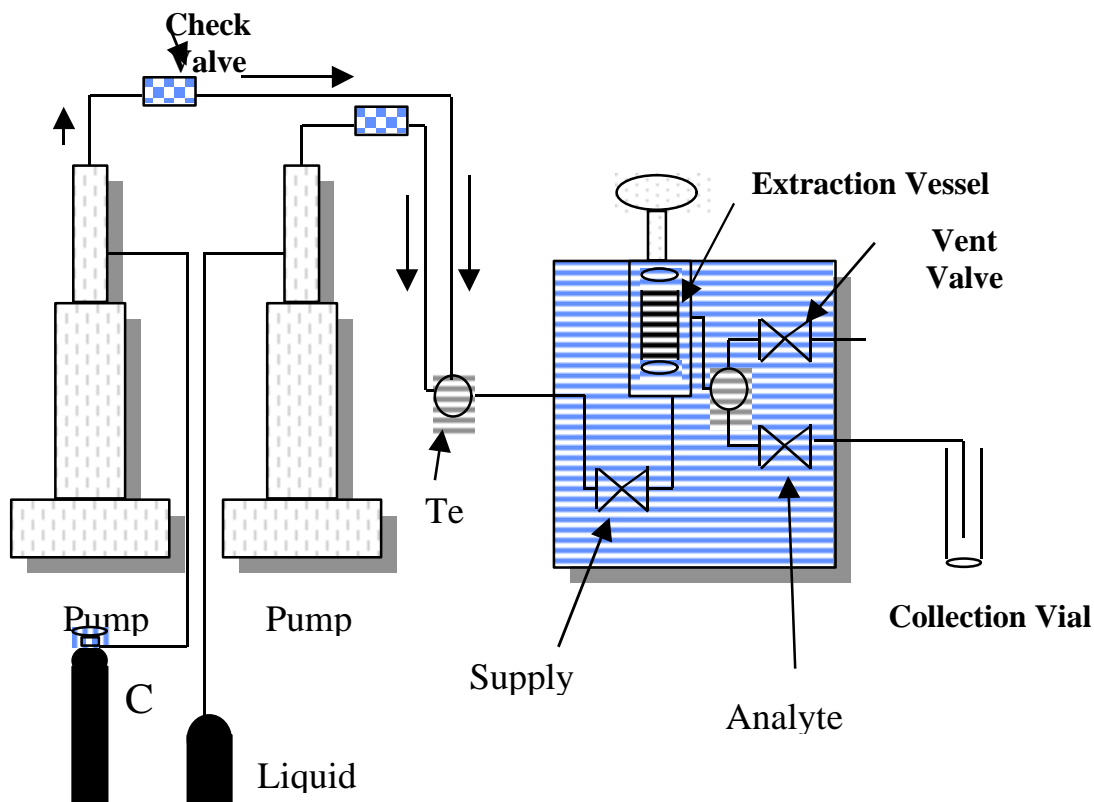 Check
Valve
Extraction Vessel
Vent
Valve
Te
Pump
Pump
Collection Vial
Supply
C
Analyte
Liquid